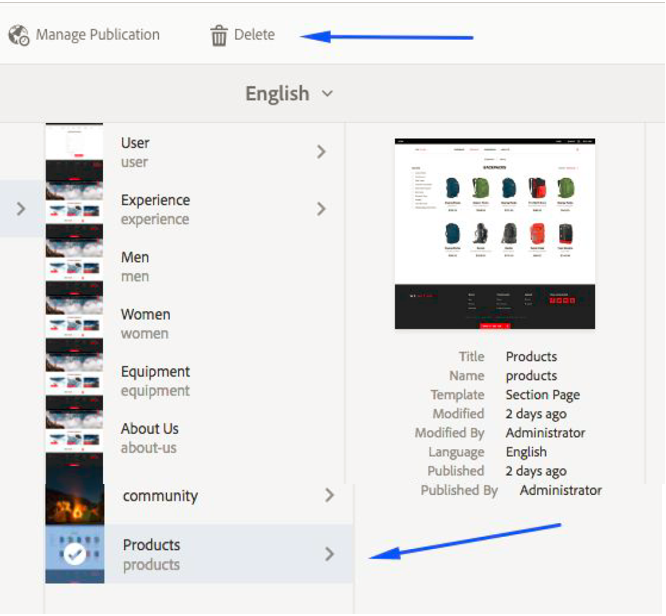 Manage Publication
Delete
English
User
user
Experience
experience
Men
men
Women
women
Equipment
equipment
About Us
about-us
community
Products
products
BACKPACKS
Title Products
Name products
Template Section Page
Modified 2 days ago
Modified By Administrator
Language English
Published 2 days ago
Published By Administrator